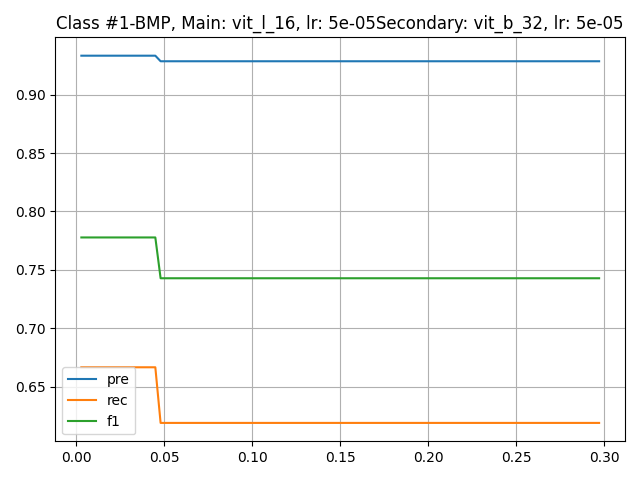 Class #1-BMP, Main: vit_l_16, lr: 5e-05Secondary: vit_b_32, lr: 5e-05
0.90
0.85
0.80
0.75
0.70
0.65
pre
rec
f1
0.00 0.05 0.10 0.15 0.20 0.25 0.30